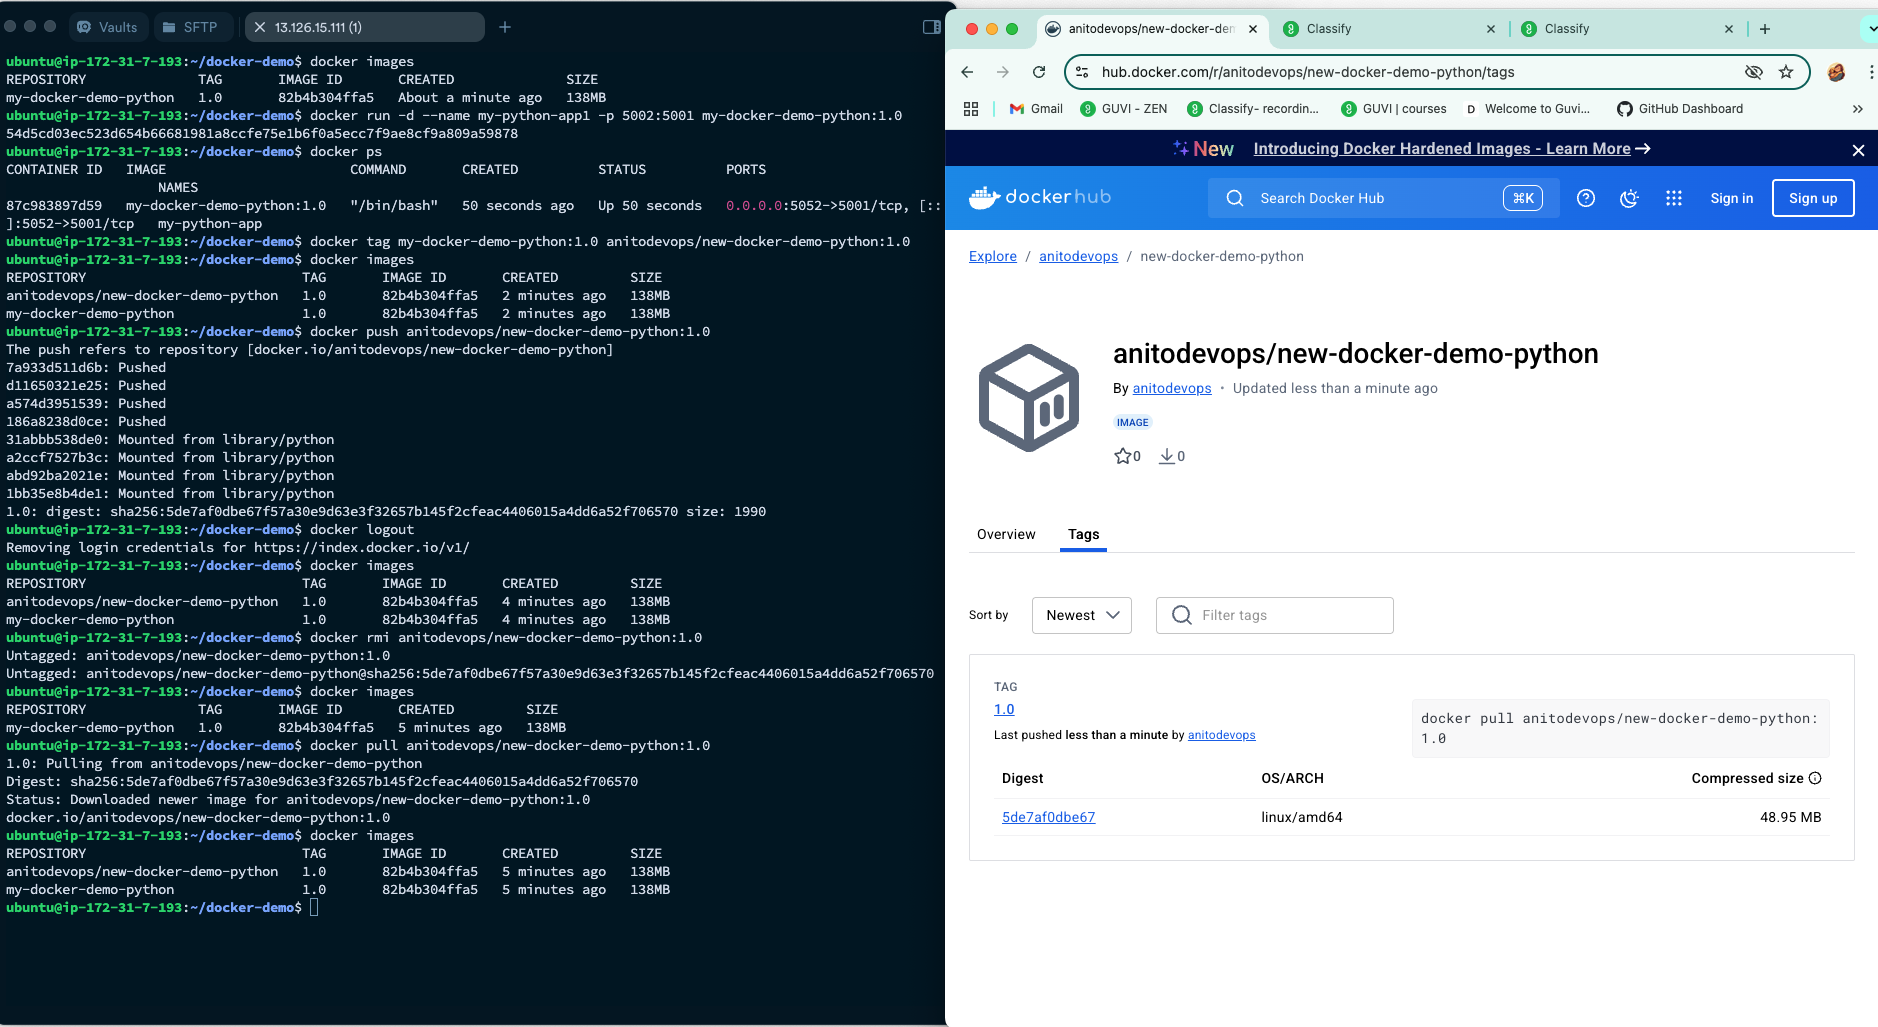 Vaults
SFTP
13.126.15.111 (1)
ubuntu@ip-172-31-7-193:~/docker-demo$ docker images
REPOSITORY TAG IMAGE ID CREATED SIZE
my-docker-demo-python 1.0 82b4b304ffa5 About a minute ago 138MB
ubuntu@ip-172-31-7-193:~/docker-demo$ docker run -d --name my-python-app1 -p 5002:5001 my-docker-demo-python:1.0
54d5cd03ec523d654b66681981a8ccfe75e1b6f0a5ecc7f9ae8cf9a809a59878
ubuntu@ip-172-31-7-193:~/docker-demo$ docker ps
CONTAINER ID IMAGE COMMAND CREATED STATUS PORTS
NAMES
87c983897d59 my-docker-demo-python:1.0 "/bin/bash" 50 seconds ago Up 50 seconds 0.0.0.0:5052->5001/tcp, [::
]:5052->5001/tcp my-python-app
ubuntu@ip-172-31-7-193:~/docker-demo$ docker tag my-docker-demo-python:1.0 anitodevops/new-docker-demo-python:1.0
ubuntu@ip-172-31-7-193:~/docker-demo$ docker images
REPOSITORY TAG IMAGE ID CREATED SIZE
anitodevops/new-docker-demo-python 1.0 82b4b304ffa5 2 minutes ago 138MB
my-docker-demo-python 1.0 82b4b304ffa5 2 minutes ago 138MB
ubuntu@ip-172-31-7-193:~/docker-demo$ docker push anitodevops/new-docker-demo-python:1.0
The push refers to repository [docker.io/anitodevops/new-docker-demo-python]
7a933d511d6b: Pushed
d11650321e25: Pushed
a574d3951539: Pushed
186a8238d0ce: Pushed
31abbb538de0: Mounted from library/python
a2ccf7527b3c: Mounted from library/python
abd92ba2021e: Mounted from library/python
1bb35e8b4de1: Mounted from library/python
1.0: digest: sha256:5de7af0dbe67f57a30e9d63e3f32657b145f2cfeac4406015a4dd6a52f706570 size: 1990
ubuntu@ip-172-31-7-193:~/docker-demo$ docker logout
Removing login credentials for https://index.docker.io/v1/
ubuntu@ip-172-31-7-193:~/docker-demo$ docker images
REPOSITORY TAG IMAGE ID CREATED SIZE
anitodevops/new-docker-demo-python 1.0 82b4b304ffa5 4 minutes ago 138MB
my-docker-demo-python 1.0 82b4b304ffa5 4 minutes ago 138MB
ubuntu@ip-172-31-7-193:~/docker-demo$ docker rmi anitodevops/new-docker-demo-python:1.0
Untagged: anitodevops/new-docker-demo-python:1.0
Untagged: anitodevops/new-docker-demo-python@sha256:5de7af0dbe67f57a30e9d63e3f32657b145f2cfeac4406015a4dd6a52f706570
ubuntu@ip-172-31-7-193:~/docker-demo$ docker images
REPOSITORY TAG IMAGE ID CREATED SIZE
my-docker-demo-python 1.0 82b4b304ffa5 5 minutes ago 138MB
ubuntu@ip-172-31-7-193:~/docker-demo$ docker pull anitodevops/new-docker-demo-python:1.0
1.0: Pulling from anitodevops/new-docker-demo-python
Digest: sha256:5de7af0dbe67f57a30e9d63e3f32657b145f2cfeac4406015a4dd6a52f706570
Status: Downloaded newer image for anitodevops/new-docker-demo-python:1.0
docker.io/anitodevops/new-docker-demo-python:1.0
ubuntu@ip-172-31-7-193:~/docker-demo$ docker images
REPOSITORY TAG IMAGE ID CREATED SIZE
anitodevops/new-docker-demo-python 1.0 82b4b304ffa5 5 minutes ago 138MB
my-docker-demo-python 1.0 82b4b304ffa5 5 minutes ago 138MB
ubuntu@ip-172-31-7-193:~/docker-demo$
anitodevops/new-docker-dem
Classify
Classify
hub.docker.com/r/anitodevops/new-docker-demo-python/tags
Gmail
GUVI - ZEN
Classify- recordin...
GUVI | courses
D Welcome to Guvi...
GitHub Dashboard
New Introducing Docker Hardened Images - Learn More →
dockerhub
Search Docker Hub
⌘K
Sign in
Sign up
Explore / anitodevops / new-docker-demo-python
anitodevops/new-docker-demo-python
By anitodevops • Updated less than a minute ago
IMAGE
0 0
Overview Tags
Sort by Newest Filter tags
TAG
1.0
Last pushed less than a minute by anitodevops
docker pull anitodevops/new-docker-demo-python:
1.0
Digest OS/ARCH Compressed size
5de7af0dbe67 linux/amd64 48.95 MB